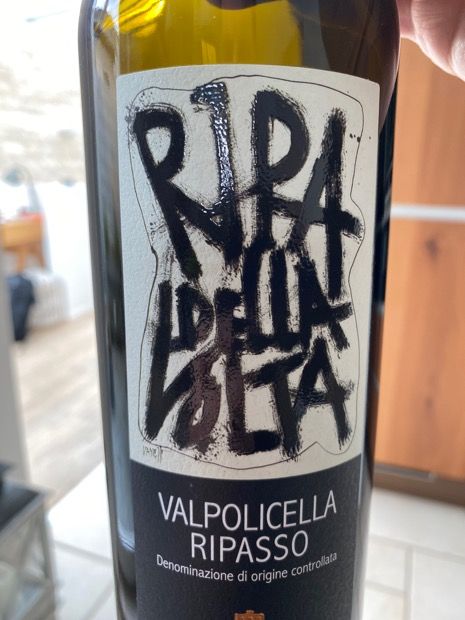 RIPA
DELLA
VOLTA
VALPOLICELLA
RIPASSO
Denominazione di origine controllata